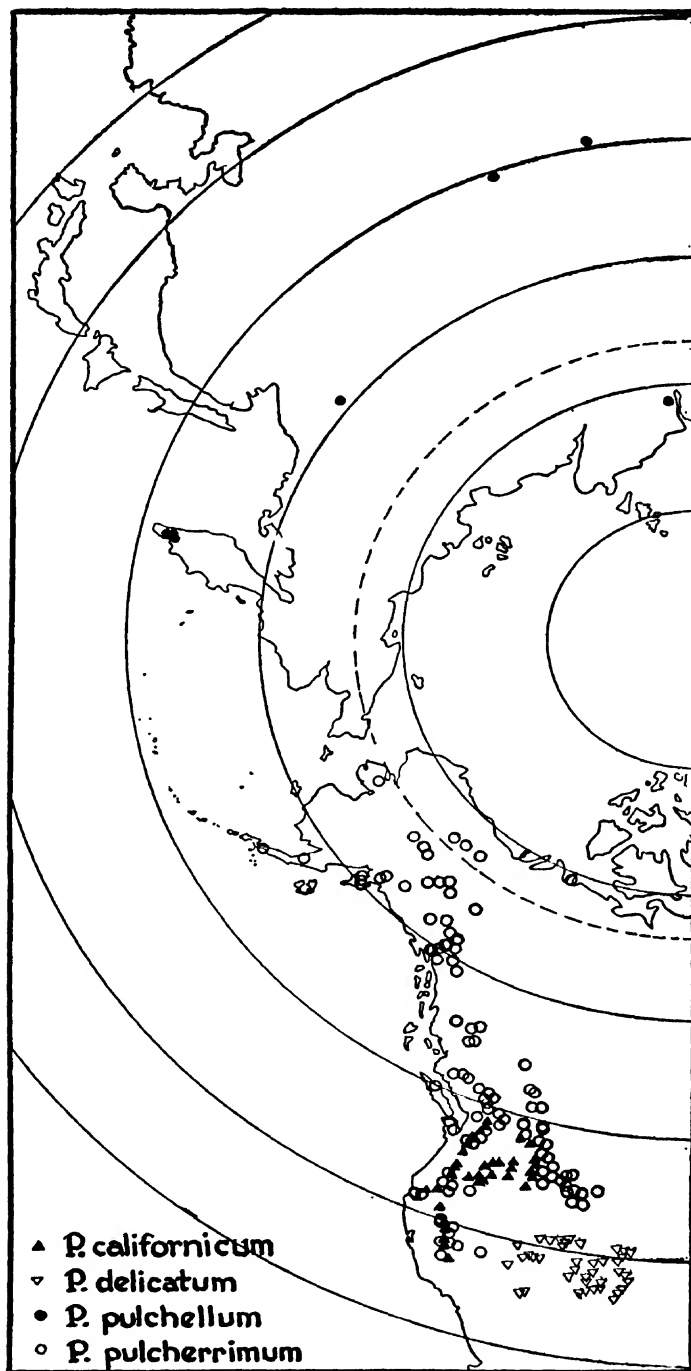 ▲ P. californicum
▽ P. delicatum
● P. pulchellum
○ P. pulcherrimum